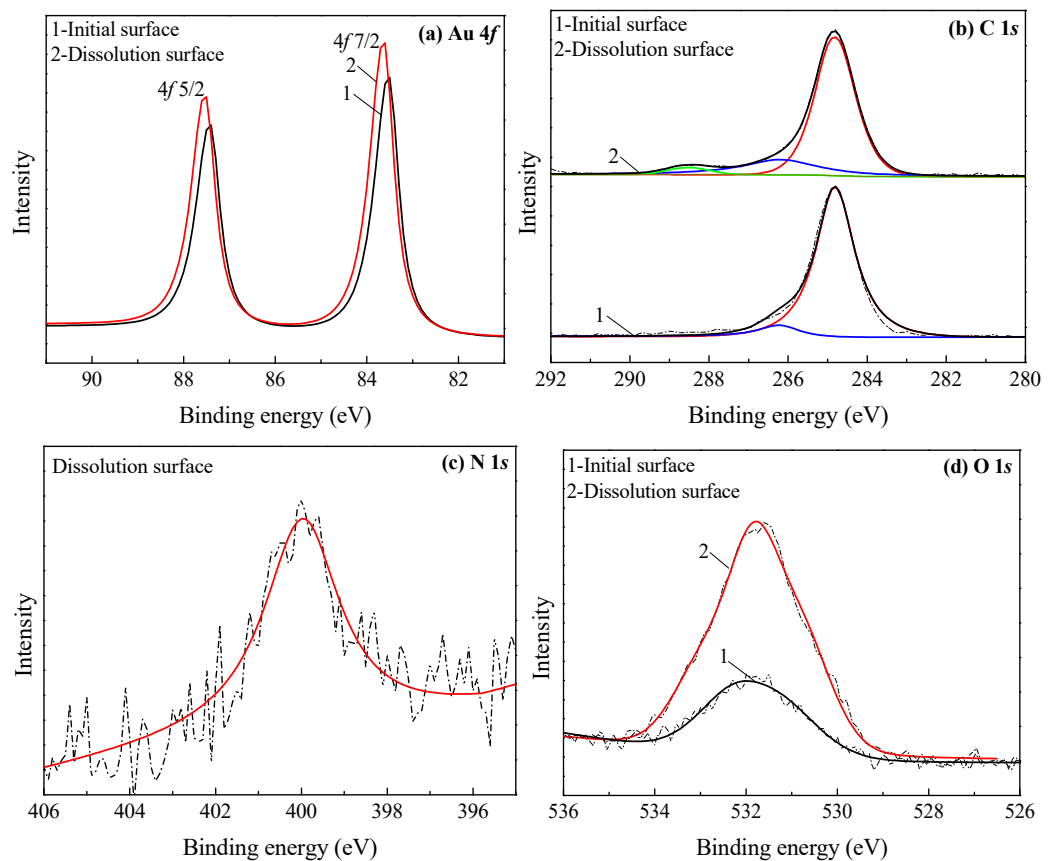 1-Initial surface
2-Dissolution surface
(a) Au 4f
4f 7/2
2
4f 5/2
1
Intensity
90 88 86 84 82
Binding energy (eV)
1-Initial surface
2-Dissolution surface
(b) C 1s
2
1
Intensity
292 290 288 286 284 282 280
Binding energy (eV)
Dissolution surface
(c) N 1s
Intensity
406 404 402 400 398 396
Binding energy (eV)
1-Initial surface
2-Dissolution surface
(d) O 1s
2
1
Intensity
536 534 532 530 528 526
Binding energy (eV)